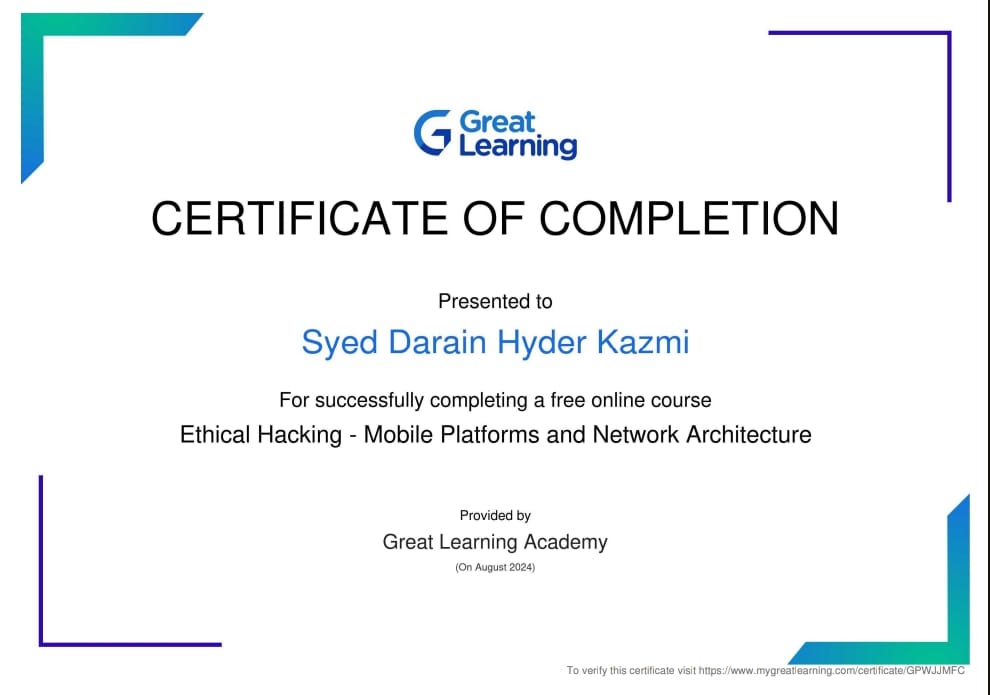 Great
Learning
CERTIFICATE OF COMPLETION
Presented to
Syed Darain Hyder Kazmi
For successfully completing a free online course
Ethical Hacking - Mobile Platforms and Network Architecture
Provided by
Great Learning Academy
(On August 2024)
To verify this certificate visit https://www.mygreatlearning.com/certificate/GPWJJMFC